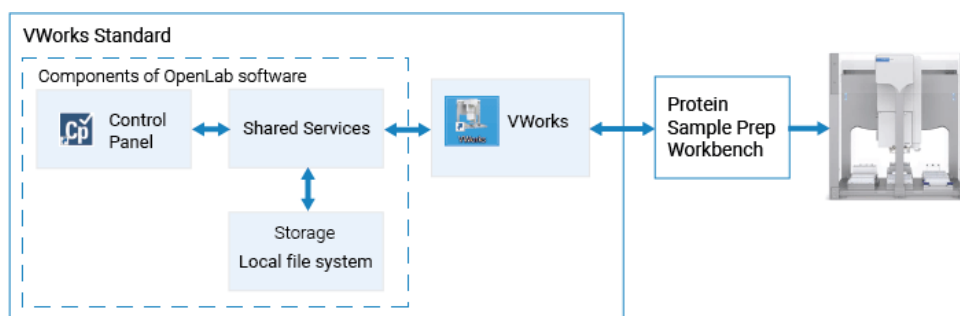 VWorks Standard
Components of OpenLab software
Cp
Control
Panel
Shared Services
VWorks
VWorks
Protein
Sample Prep
Workbench
Storage
Local file system